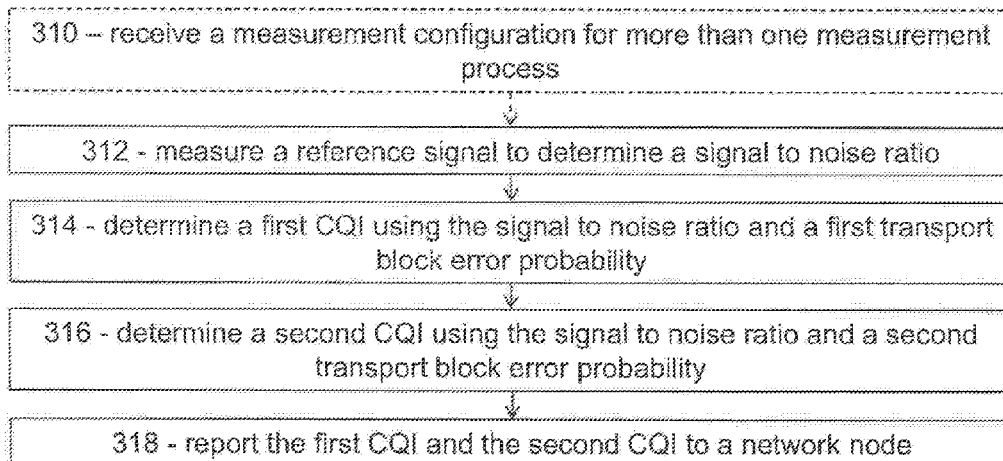 310 – receive a measurement configuration for more than one measurement
process
312 - measure a reference signal to determine a signal to noise ratio
314 - determine a first CQI using the signal to noise ratio and a first transport
block error probability
316 - determine a second CQI using the signal to noise ratio and a second
transport block error probability
318 - report the first CQI and the second CQI to a network node